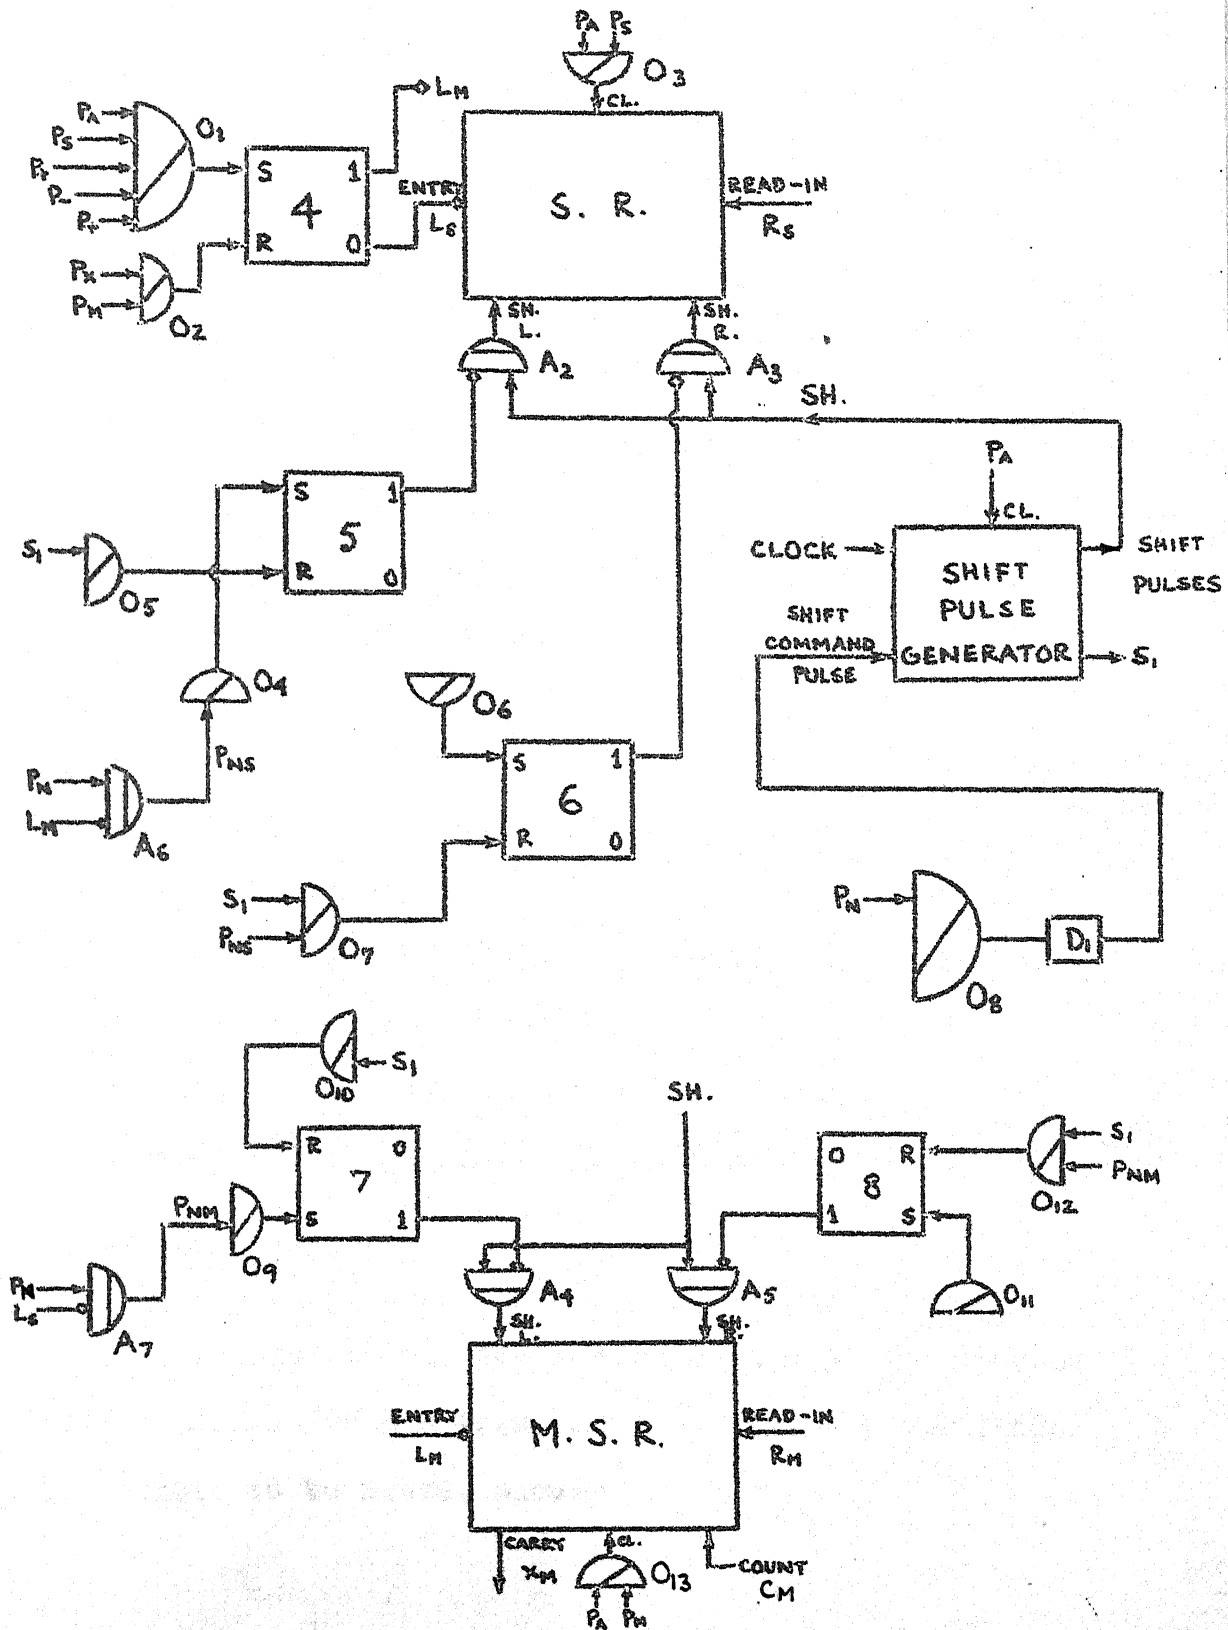 PA PS
O3
CL.
LM
PA
PS
P÷
P-
P+
O1
S 1
4
R 0
PX
PM
O2
ENTRY
LS
S. R.
READ-IN
RS
SH.
L.
SH.
R.
A2
A3
SH.
PA
CL.
S 1
5
R 0
S1
O5
O4
CLOCK
SHIFT
PULSE
GENERATOR
SHIFT
PULSES
SHIFT
COMMAND
PULSE
S1
O6
PNS
PN
LM
A6
S 1
6
R 0
S1
PNS
O7
PN
O8
D1
O10
S1
SH.
R 0
7
S 1
0 R
8
1 S
S1
PNM
O12
PNM
O9
PN
LS
A7
A4
A5
O11
SH.
L.
SH.
R.
ENTRY
LM
M. S. R.
READ-IN
RM
CARRY
XM
CL.
O13
COUNT
CM
PA PM